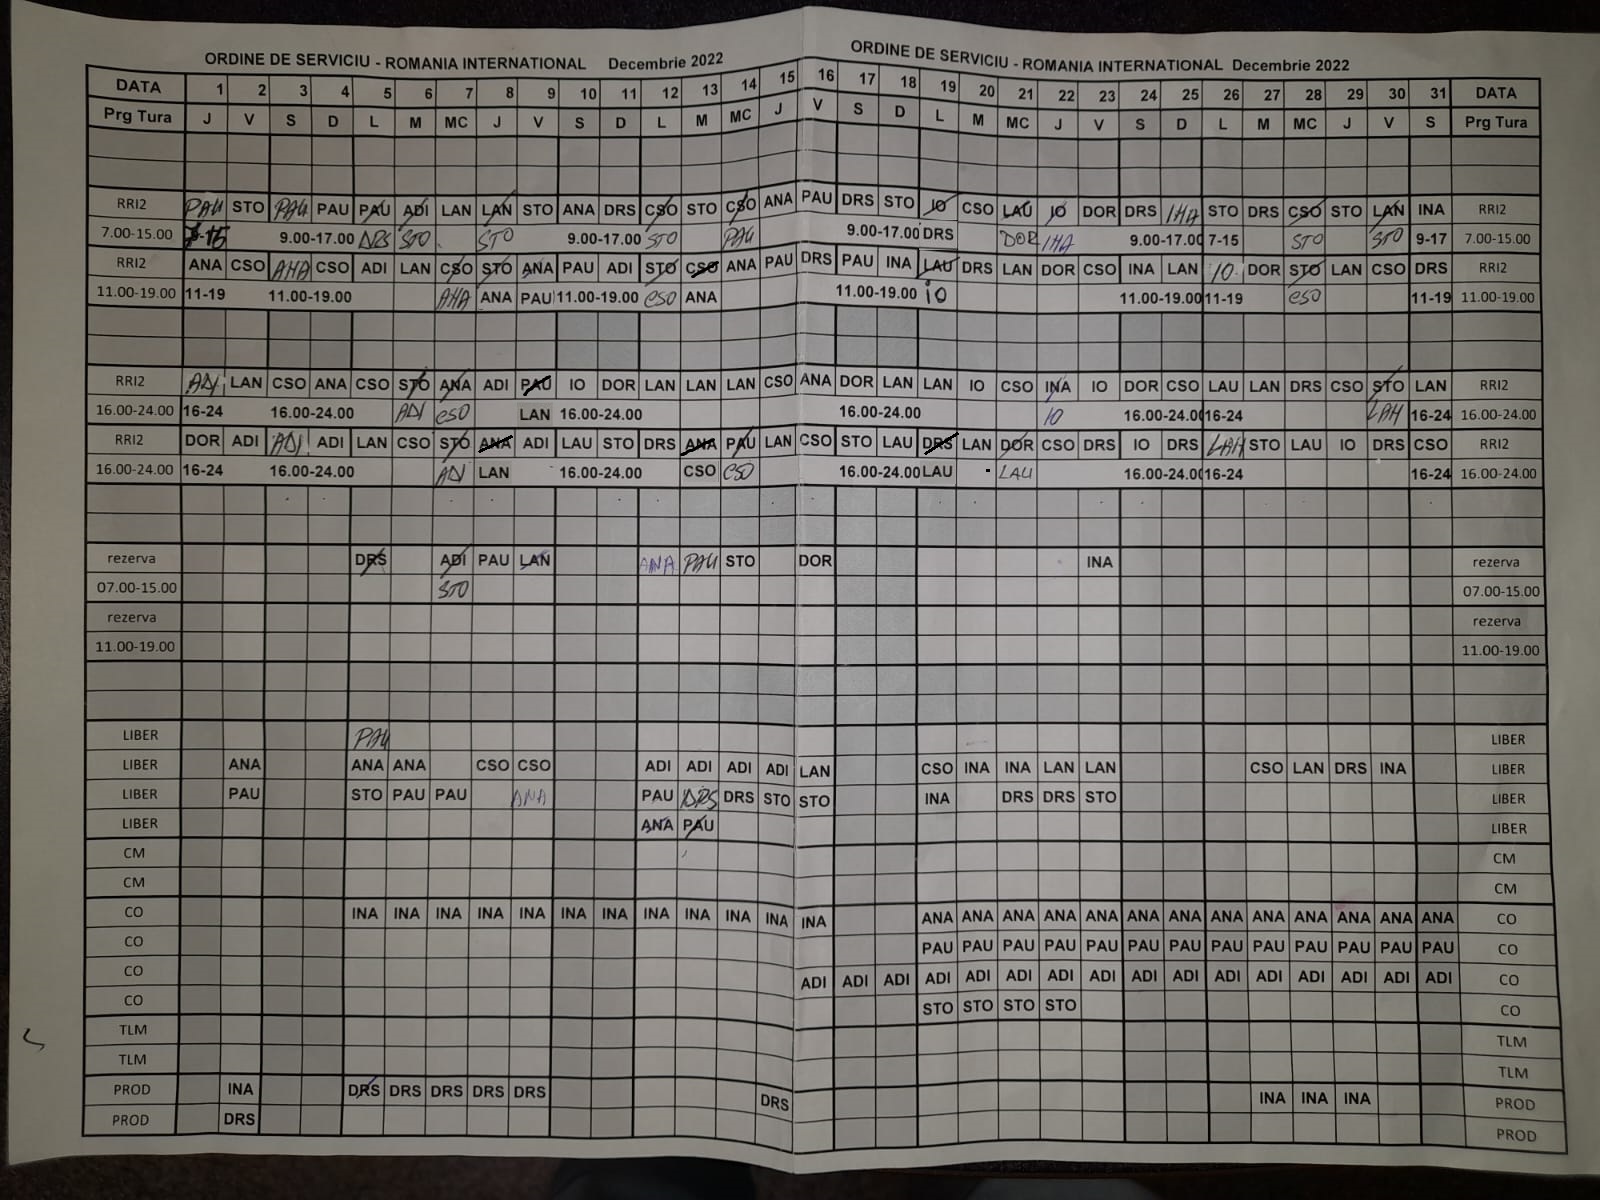 ORDINE DE SERVICIU - ROMANIA INTERNATIONAL Decembrie 2022 ORDINE DE SERVICIU - ROMANIA INTERNATIONAL Decembrie 2022
DATA 1 2 3 4 5 6 7 8 9 10 11 12 13 14 15 16 17 18 19 20 21 22 23 24 25 26 27 28 29 30 31 DATA
Prg Tura J V S D L M MC J V S D L M MC J V S D L M MC J V S D L M MC J V S Prg Tura
RRI2 PAU STO PAU PAU PAU ADI LAN LAN STO ANA DRS CSO STO CSO ANA PAU DRS STO IO CSO LAU IO DOR DRS INA STO DRS CSO STO LAN INA RRI2
7.00-15.00 7-15 9.00-17.00 DRS STO STO 9.00-17.00 STO PAU 9.00-17.00 DRS DOR INA 9.00-17.00 7-15 STO STO 9-17 7.00-15.00
RRI2 ANA CSO ANA CSO ADI LAN CSO STO ANA PAU ADI STO CSO ANA PAU DRS PAU INA LAU DRS LAN DOR CSO INA LAN IO DOR STO LAN CSO DRS RRI2
11.00-19.00 11-19 11.00-19.00 ANA ANA PAU 11.00-19.00 CSO ANA 11.00-19.00 io 11.00-19.00 11-19 CSO 11-19 11.00-19.00
RRI2 ADI LAN CSO ANA CSO STO ANA ADI PAU IO DOR LAN LAN LAN CSO ANA DOR LAN LAN IO CSO INA IO DOR CSO LAU LAN DRS CSO STO LAN RRI2
16.00-24.00 16-24 16.00-24.00 ADI CSO LAN 16.00-24.00 16.00-24.00 IO 16.00-24.00 16-24 LAN 16-24 16.00-24.00
RRI2 DOR ADI ADI ADI LAN CSO STO ANA ADI LAU STO DRS ANA PAU LAN CSO STO LAU DRS LAN DOR CSO DRS IO DRS LAN STO LAU IO DRS CSO RRI2
16.00-24.00 16-24 16.00-24.00 ADI LAN 16.00-24.00 CSO CSO 16.00-24.00 LAU LAU 16.00-24.00 16-24 16-24 16.00-24.00
rezerva DRS ADI PAU LAN ANA PAU STO DOR INA rezerva
07.00-15.00 STO 07.00-15.00
rezerva rezerva
11.00-19.00 11.00-19.00
LIBER PAU LIBER
LIBER ANA ANA ANA CSO CSO ADI ADI ADI ADI LAN CSO INA INA LAN LAN CSO LAN DRS INA LIBER
LIBER PAU STO PAU PAU ANA PAU DRS DRS STO STO INA DRS DRS STO LIBER
LIBER ANA PAU LIBER
CM CM
CM CM
CO INA INA INA INA INA INA INA INA INA INA INA INA ANA ANA ANA ANA ANA ANA ANA ANA ANA ANA ANA ANA ANA CO
CO PAU PAU PAU PAU PAU PAU PAU PAU PAU PAU PAU PAU PAU CO
CO ADI ADI ADI ADI ADI ADI ADI ADI ADI ADI ADI ADI ADI ADI ADI ADI CO
CO STO STO STO STO CO
TLM TLM
TLM TLM
PROD INA DRS DRS DRS DRS DRS DRS INA INA INA PROD
PROD DRS PROD